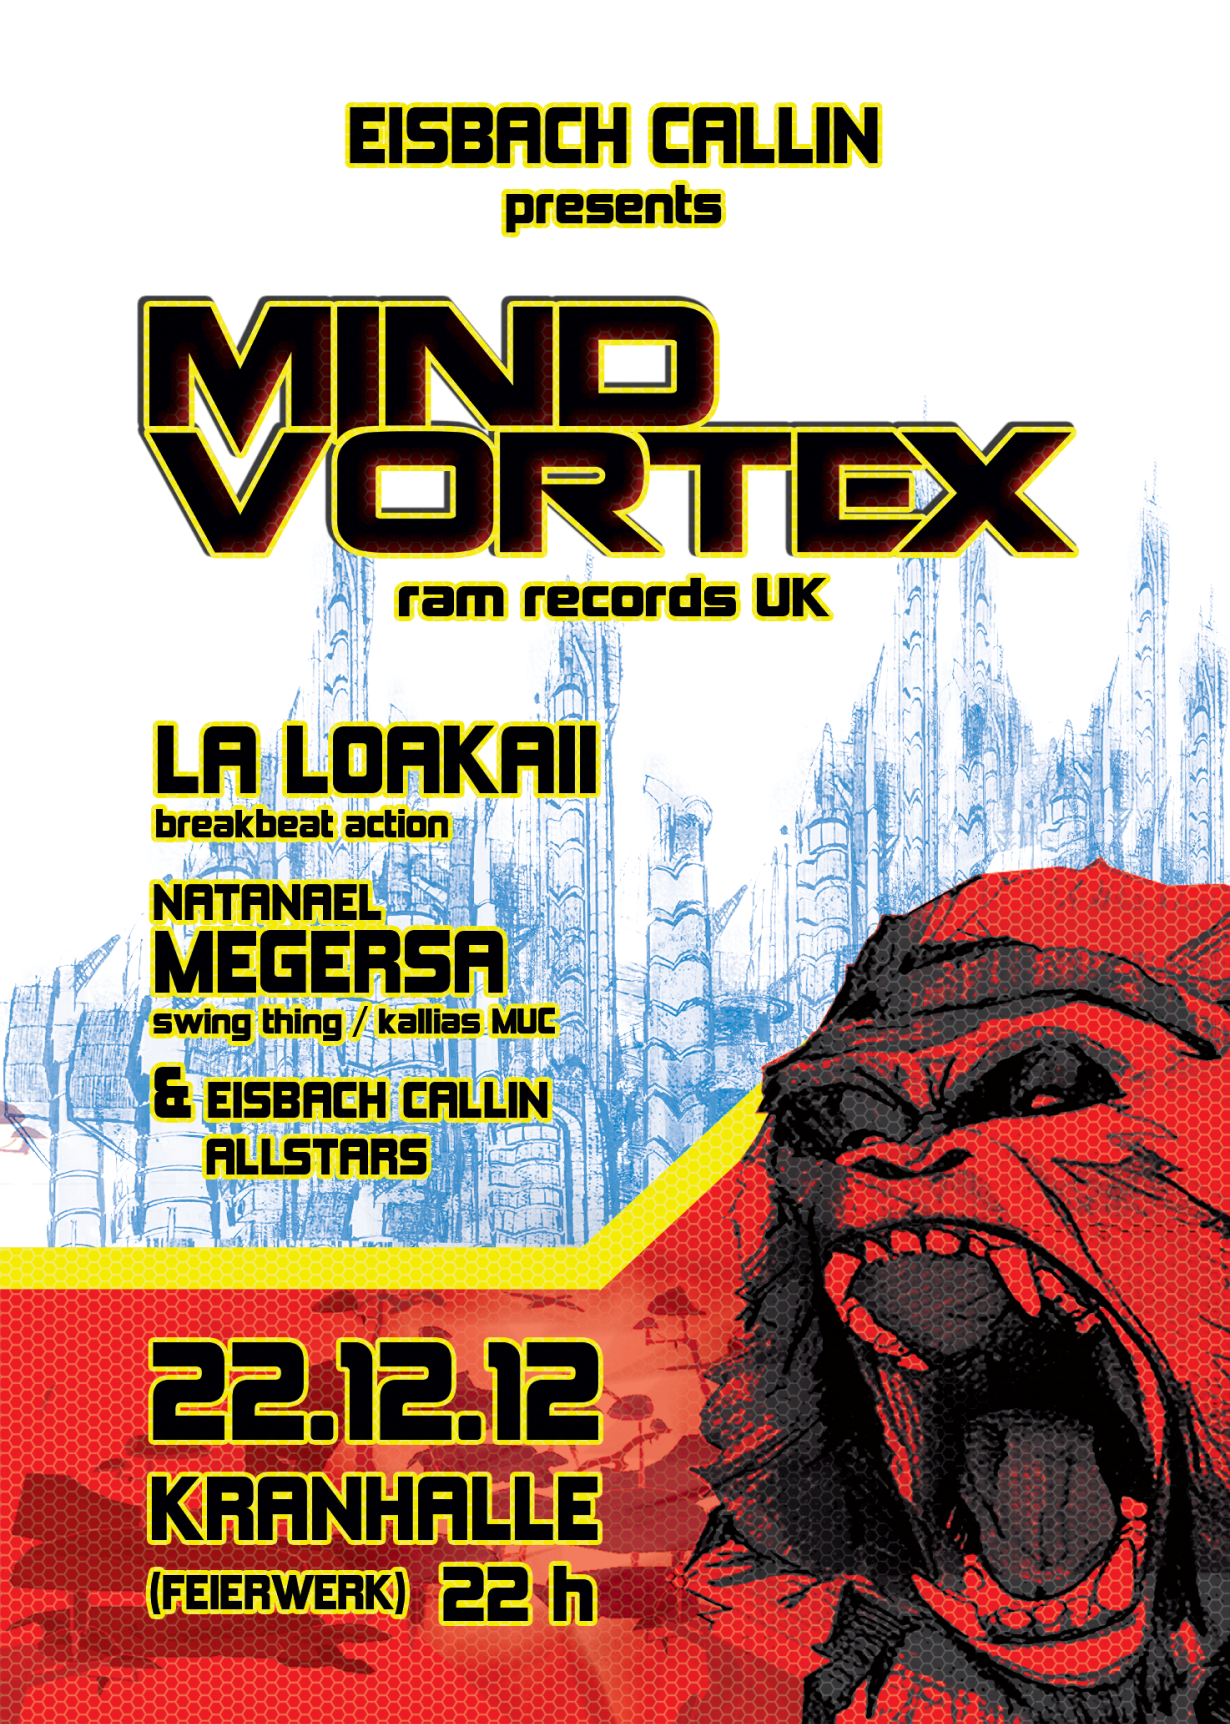 EISBACH CALLIN
presents
MIND
VORTEX
ram records UK
LA LOAKAII
breakbeat action
NATANAEL
MEGERSA
swing thing / kallias MUC
& EISBACH CALLIN
ALLSTARS
22.12.12
KRANHALLE
(FEIERWERK) 22 h